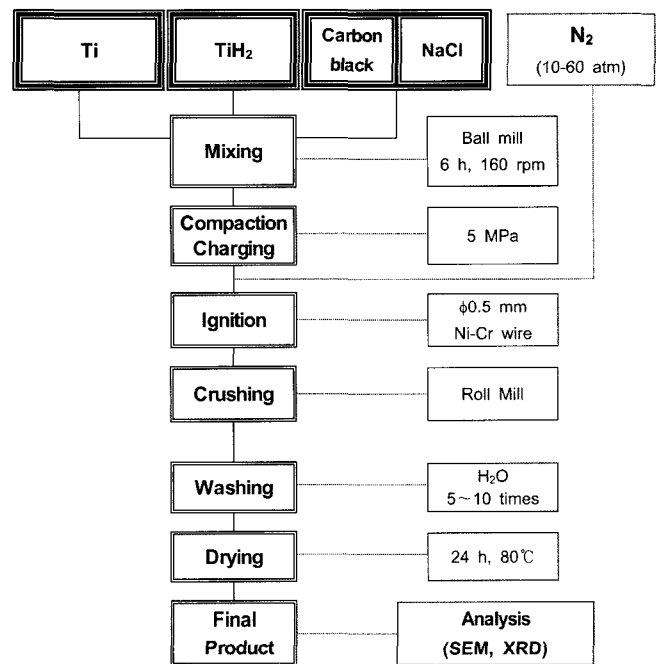 Ti
TiH₂
Carbon
black
NaCl
N₂
(10-60 atm)
Mixing
Ball mill
6 h, 160 rpm
Compaction
Charging
5 MPa
Ignition
ϕ0.5 mm
Ni-Cr wire
Crushing
Roll Mill
Washing
H₂O
5～10 times
Drying
24 h, 80℃
Final
Product
Analysis
(SEM, XRD)